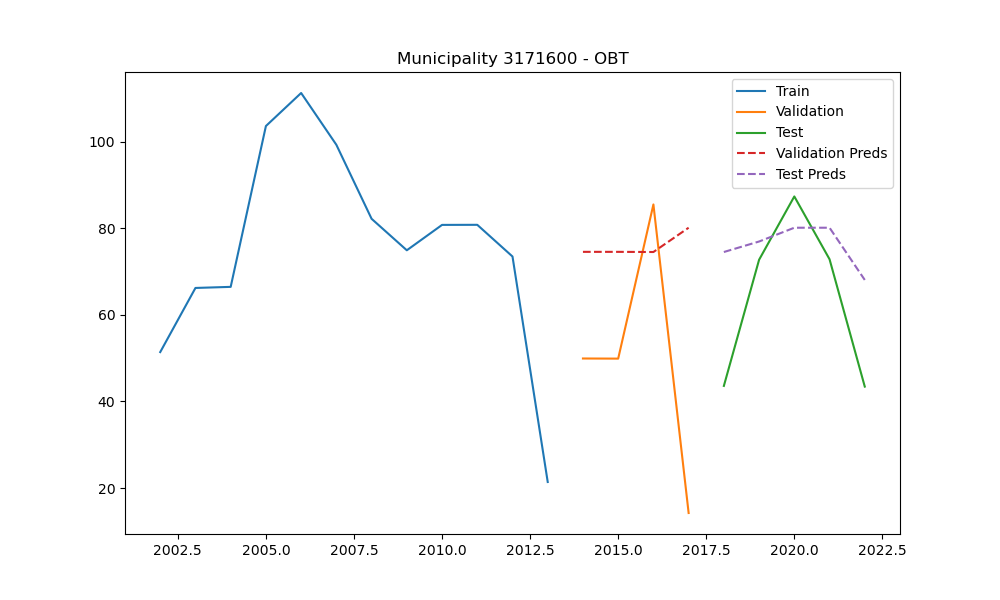 Municipality 3171600 - OBT
Train
Validation
Test
Validation Preds
Test Preds
100
80
60
40
20
2002.5 2005.0 2007.5 2010.0 2012.5 2015.0 2017.5 2020.0 2022.5